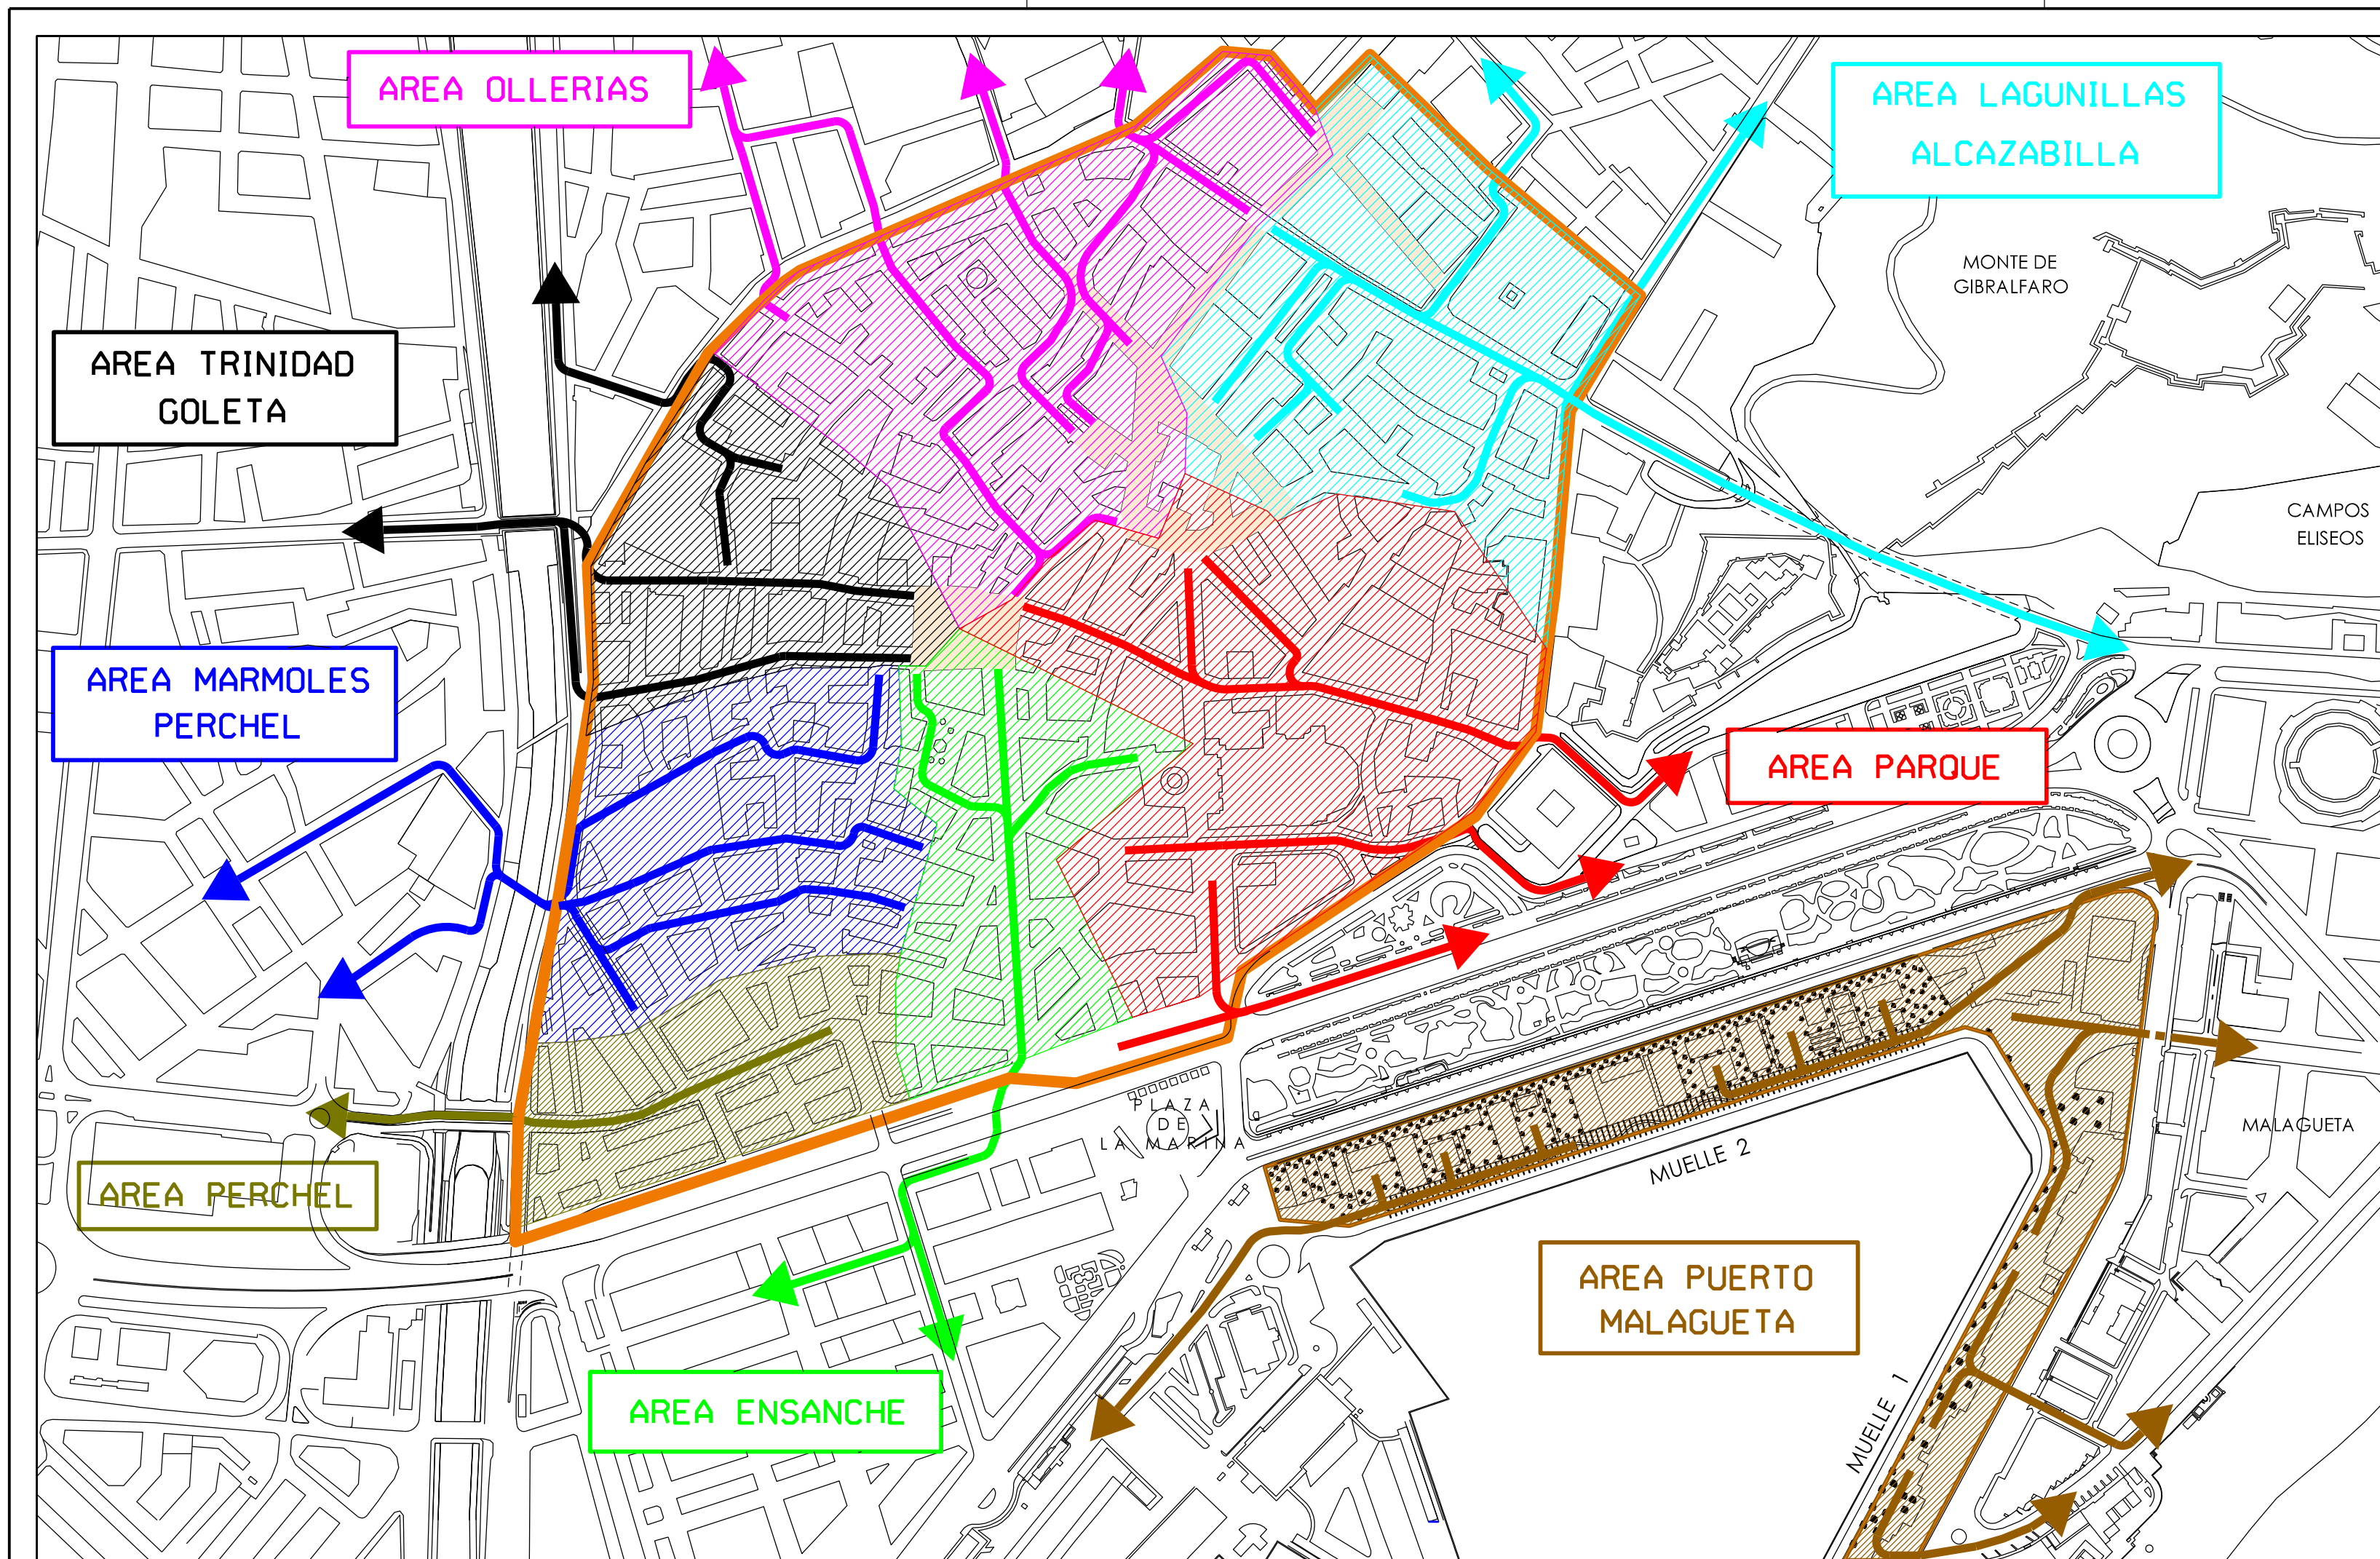 AREA OLLERIAS
AREA LAGUNILLAS
ALCAZABILLA
MONTE DE
GIBRALFARO
AREA TRINIDAD
GOLETA
CAMPOS
ELISEOS
AREA MARMOLES
PERCHEL
AREA PARQUE
PLAZA
DE
LA MARINA
MALAGUETA
MUELLE 2
AREA PERCHEL
AREA PUERTO
MALAGUETA
AREA ENSANCHE
MUELLE 1